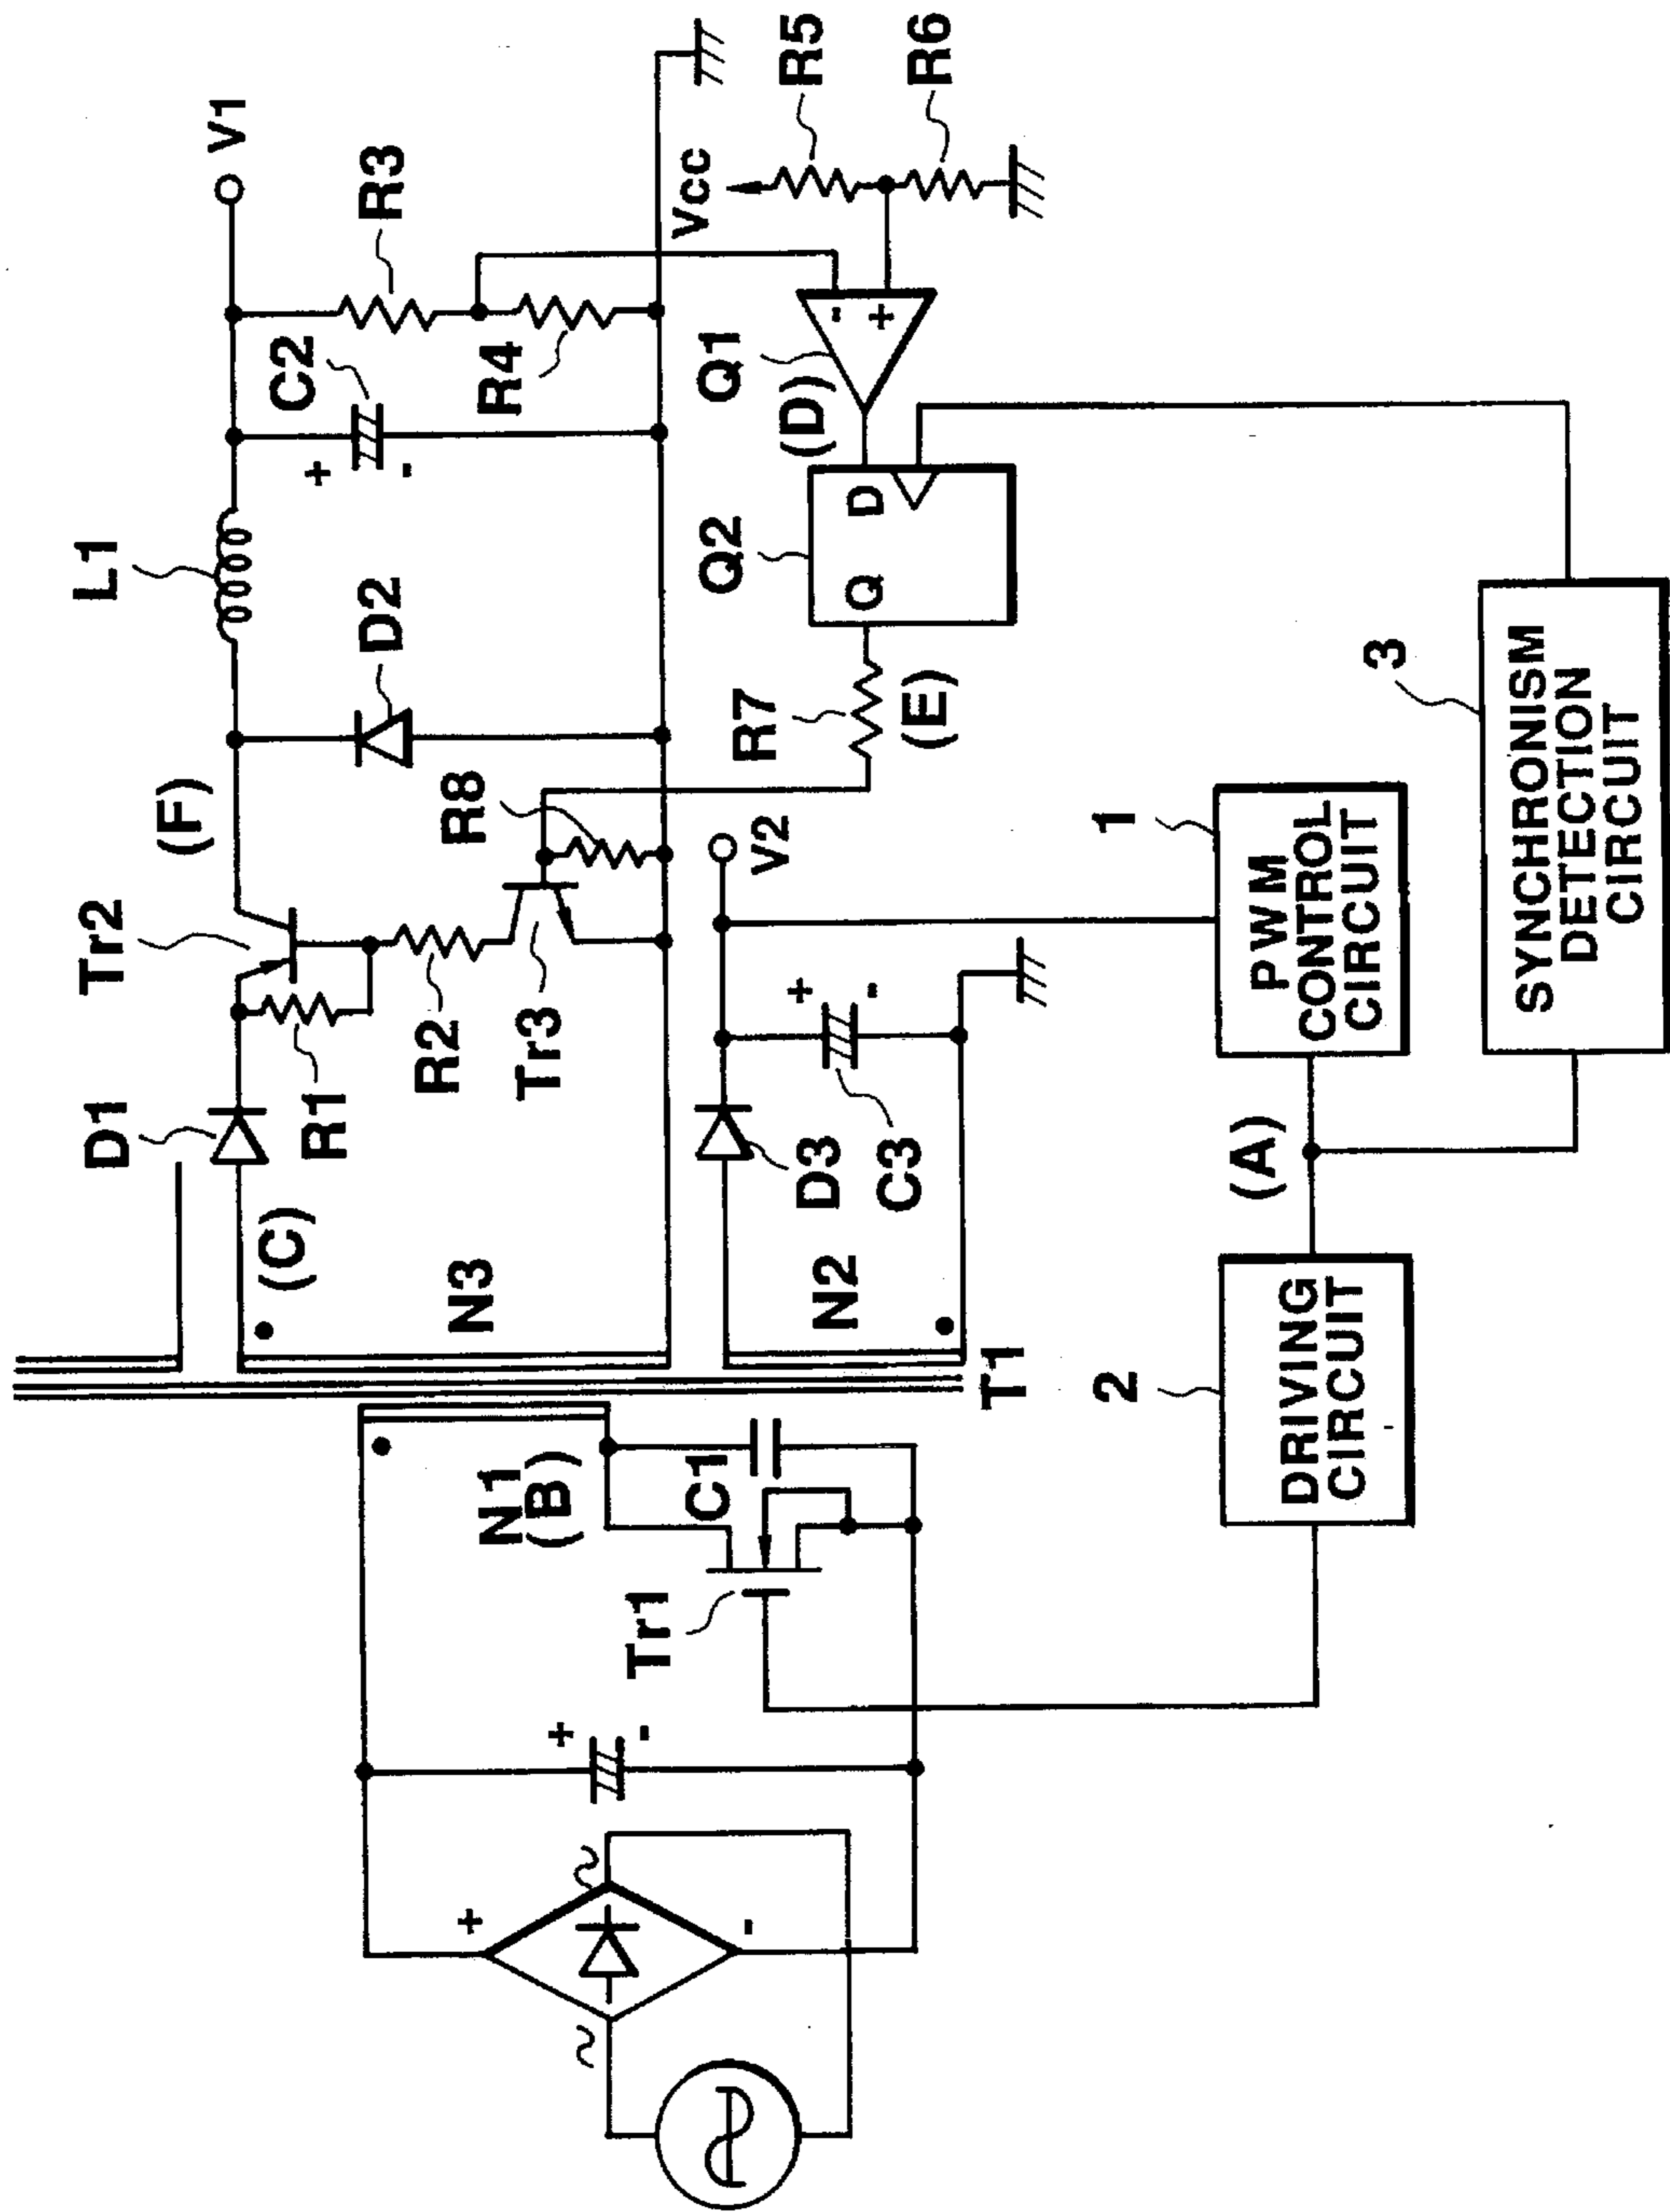 V1
L1
R3
C2
+
-
R4
D2
(F)
R8
Tr2
R1
R2
Tr3
D1
(C)
N3
Vcc
R5
R6
Q1
-
+
(D)
Q2
D
Q
R7
(E)
V2
+
-
D3
C3
N2
T1
N1
(B)
C1
Tr1
+
-
+
-
~
~
1
PWM
CONTROL
CIRCUIT
(A)
2
DRIVING
CIRCUIT
3
SYNCHRONISM
DETECTION
CIRCUIT